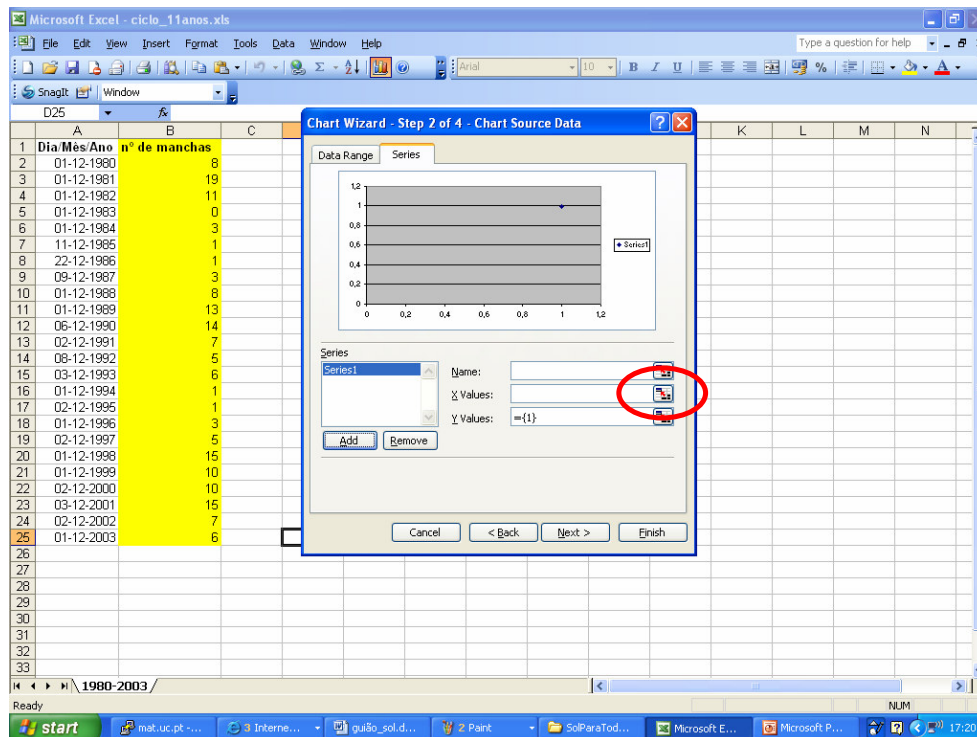 Microsoft Excel - ciclo_11anos.xls
File Edit View Insert Format Tools Data Window Help Type a question for help
Arial 10 B I U %
SnagIt Window
D25 fx
A B C K L M N
1 Dia/Mès/Ano nº de manchas
2 01-12-1980 8
3 01-12-1981 19
4 01-12-1982 11
5 01-12-1983 0
6 01-12-1984 3
7 11-12-1985 1
8 22-12-1986 1
9 09-12-1987 3
10 01-12-1988 8
11 01-12-1989 13
12 06-12-1990 14
13 02-12-1991 7
14 08-12-1992 5
15 03-12-1993 6
16 01-12-1994 1
17 02-12-1995 1
18 01-12-1996 3
19 02-12-1997 5
20 01-12-1998 15
21 01-12-1999 10
22 02-12-2000 10
23 03-12-2001 15
24 02-12-2002 7
25 01-12-2003 6
26
27
28
29
30
31
32
33
Chart Wizard - Step 2 of 4 - Chart Source Data
Data Range Series
1,2
1
0,8
0,6
0,4
0,2
0
0 0,2 0,4 0,6 0,8 1 1,2
Series1
Series
Series1
Name:
X Values:
Y Values: ={1}
Add Remove
Cancel < Back Next > Finish
1980-2003
Ready NUM
start mat.uc.pt -... 3 Interne... guião_sol.d... 2 Paint SolParaTod... Microsoft E... Microsoft P... 17:20